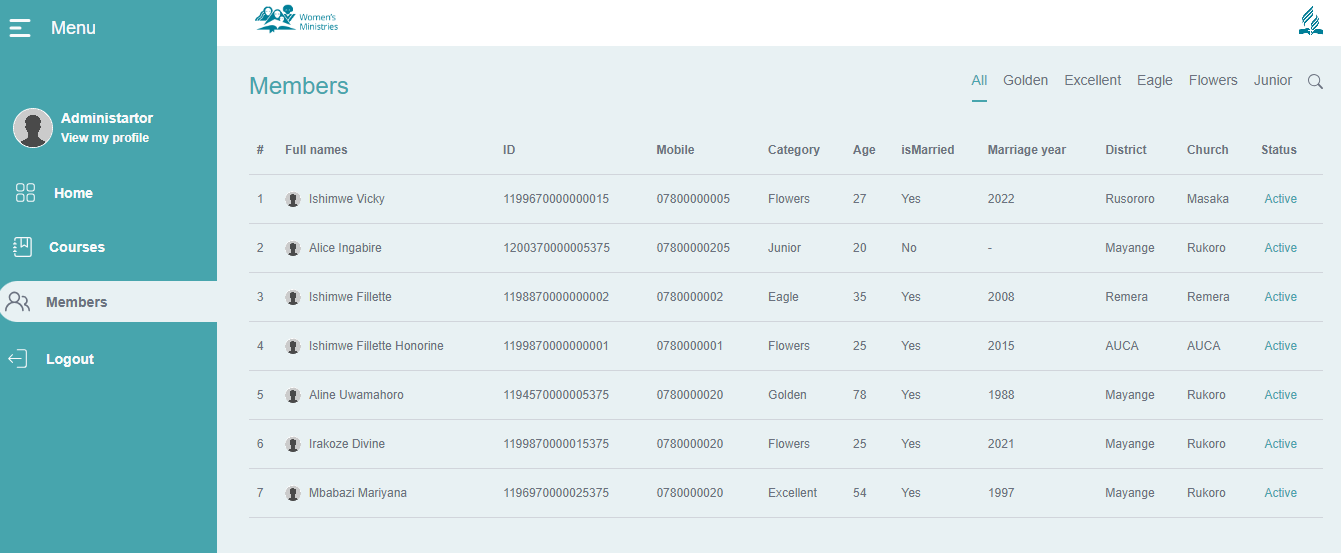 Menu
Women's
Ministries
Administartor
View my profile
Home
Courses
Members
Logout
Members
All Golden Excellent Eagle Flowers Junior
# Full names ID Mobile Category Age isMarried Marriage year District Church Status
1 Ishimwe Vicky 1199670000000015 07800000005 Flowers 27 Yes 2022 Rusororo Masaka Active
2 Alice Ingabire 1200370000005375 07800000205 Junior 20 No - Mayange Rukoro Active
3 Ishimwe Fillette 1198870000000002 0780000002 Eagle 35 Yes 2008 Remera Remera Active
4 Ishimwe Fillette Honorine 1199870000000001 0780000001 Flowers 25 Yes 2015 AUCA AUCA Active
5 Aline Uwamahoro 1194570000005375 0780000020 Golden 78 Yes 1988 Mayange Rukoro Active
6 Irakoze Divine 1199870000015375 0780000020 Flowers 25 Yes 2021 Mayange Rukoro Active
7 Mbabazi Mariyana 1196970000025375 0780000020 Excellent 54 Yes 1997 Mayange Rukoro Active